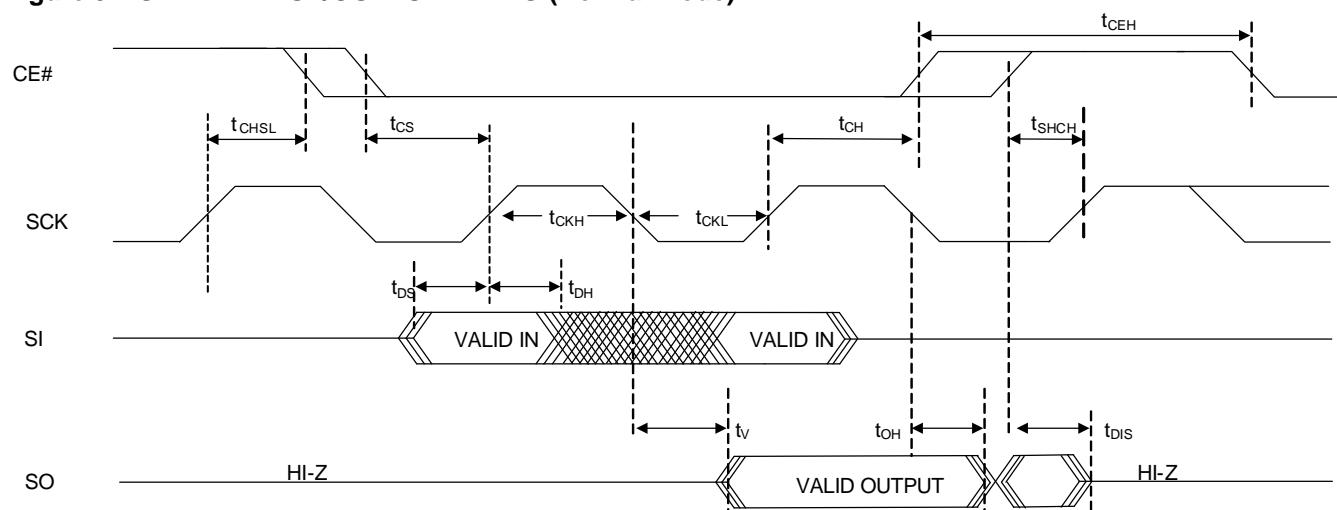 tCEH
CE#
tCHSL
tCS
tCH
tSHCH
SCK
tCKH
tCKL
tDS
tDH
SI
VALID IN
VALID IN
tV
tOH
tDIS
SO
HI-Z
VALID OUTPUT
HI-Z